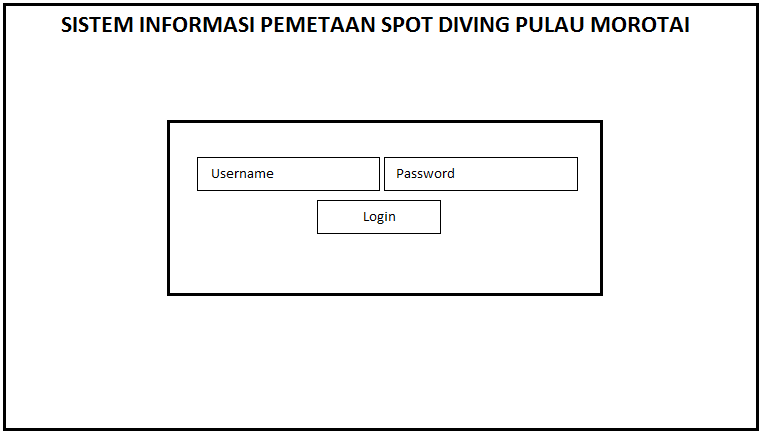 SISTEM INFORMASI PEMETAAN SPOT DIVING PULAU MOROTAI
Username Password
Login